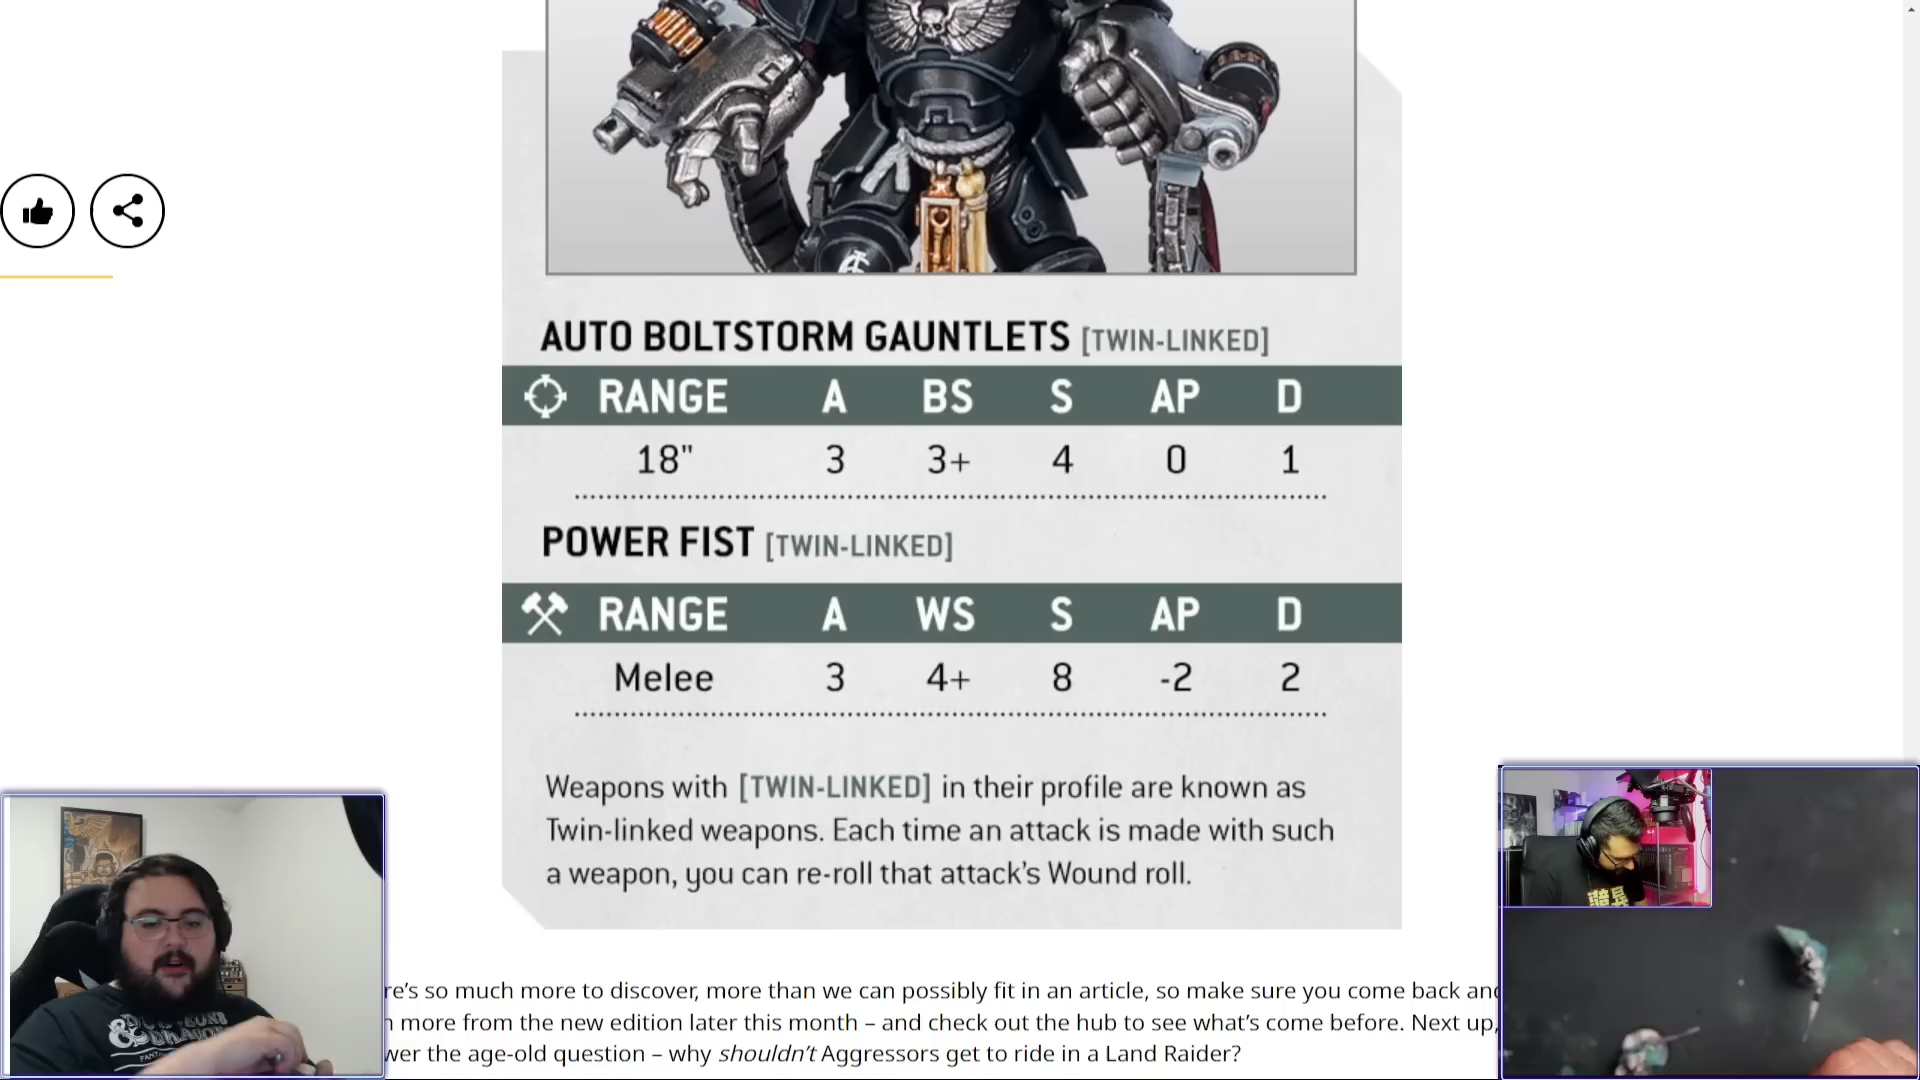 AUTO BOLTSTORM GAUNTLETS [TWIN-LINKED]
RANGE A BS S AP D
18" 3 3+ 4 0 1
POWER FIST [TWIN-LINKED]
RANGE A WS S AP D
Melee 3 4+ 8 -2 2
Weapons with [TWIN-LINKED] in their profile are known as
Twin-linked weapons. Each time an attack is made with such
a weapon, you can re-roll that attack's Wound roll.
re's so much more to discover, more than we can possibly fit in an article, so make sure you come back and
more from the new edition later this month – and check out the hub to see what's come before. Next up,
wer the age-old question – why shouldn't Aggressors get to ride in a Land Raider?